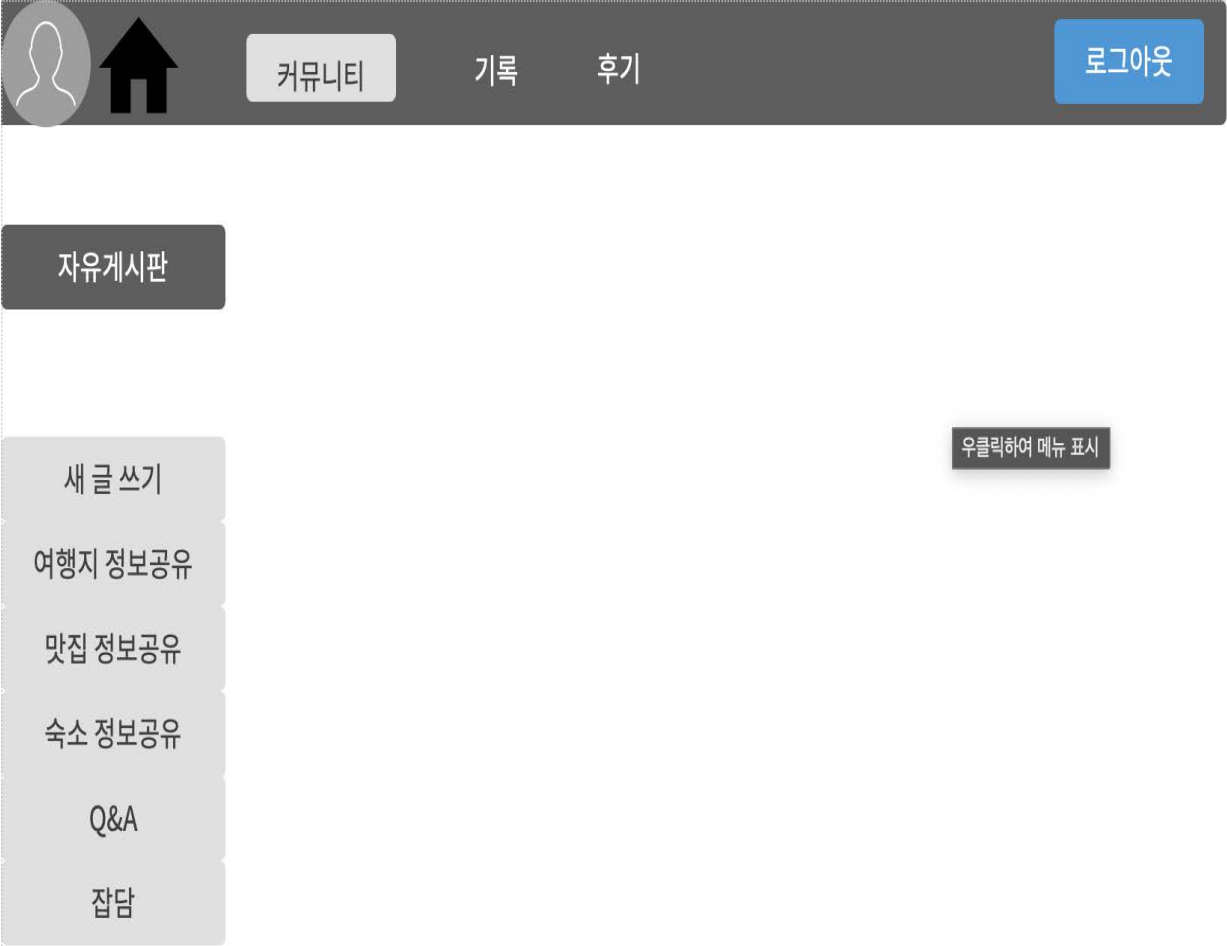 커뮤니티 기록 후기 로그아웃
자유게시판
우클릭하여 메뉴 표시
새 글 쓰기
여행지 정보공유
맛집 정보공유
숙소 정보공유
Q&A
잡담